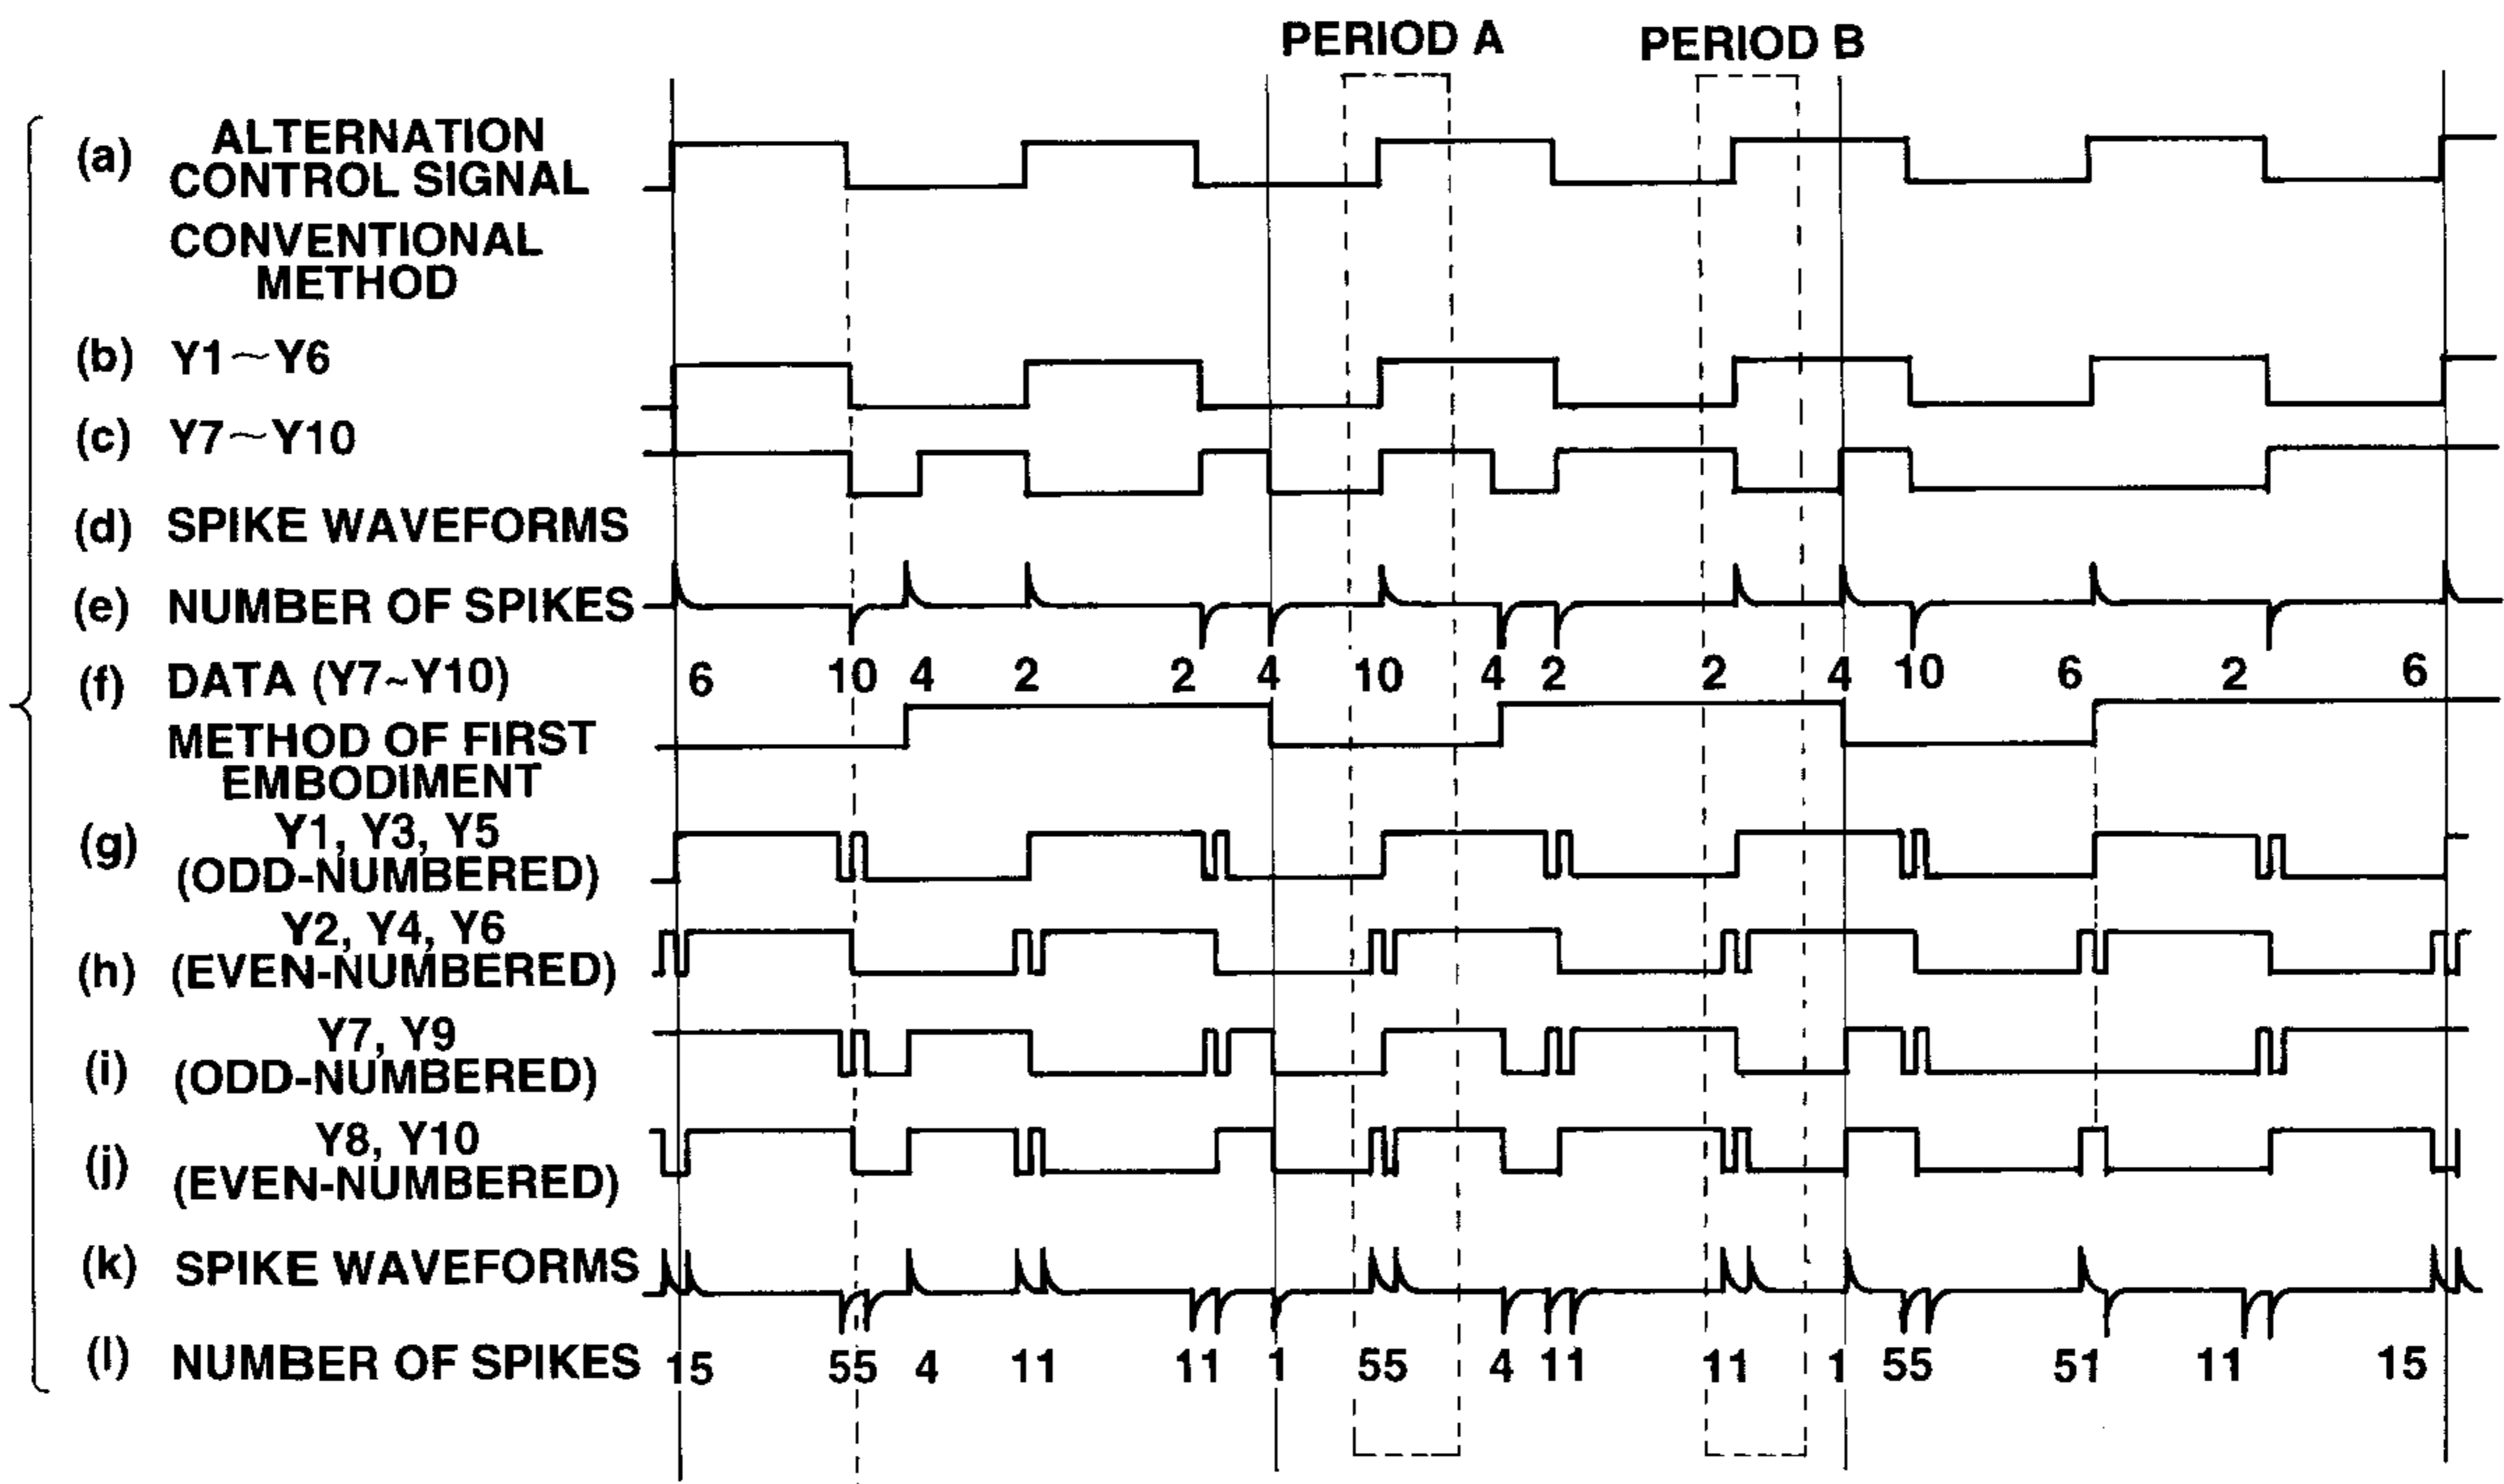 PERIOD A PERIOD B
(a) ALTERNATION
CONTROL SIGNAL
CONVENTIONAL
METHOD
(b) Y1~Y6
(c) Y7~Y10
(d) SPIKE WAVEFORMS
(e) NUMBER OF SPIKES
6 10 4 2 2 4 10 4 2 2 4 10 6 2 6
(f) DATA (Y7~Y10)
METHOD OF FIRST
EMBODIMENT
(g) Y1, Y3, Y5
(ODD-NUMBERED)
Y2, Y4, Y6
(h) (EVEN-NUMBERED)
Y7, Y9
(i) (ODD-NUMBERED)
Y8, Y10
(j) (EVEN-NUMBERED)
(k) SPIKE WAVEFORMS
(l) NUMBER OF SPIKES 15 55 4 11 11 1 55 4 11 11 1 55 51 11 15